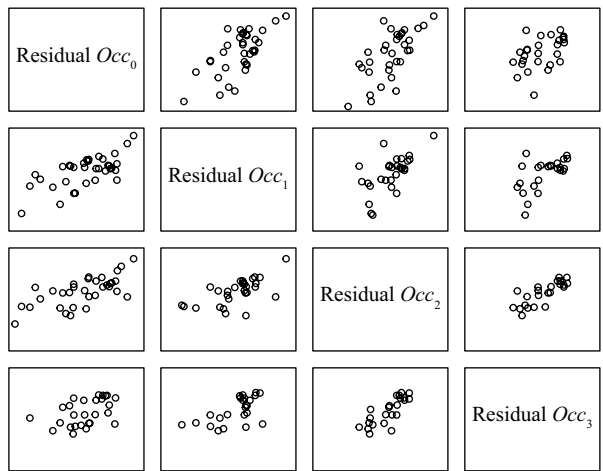 Residual Occ₀
Residual Occ₁
Residual Occ₂
Residual Occ₃